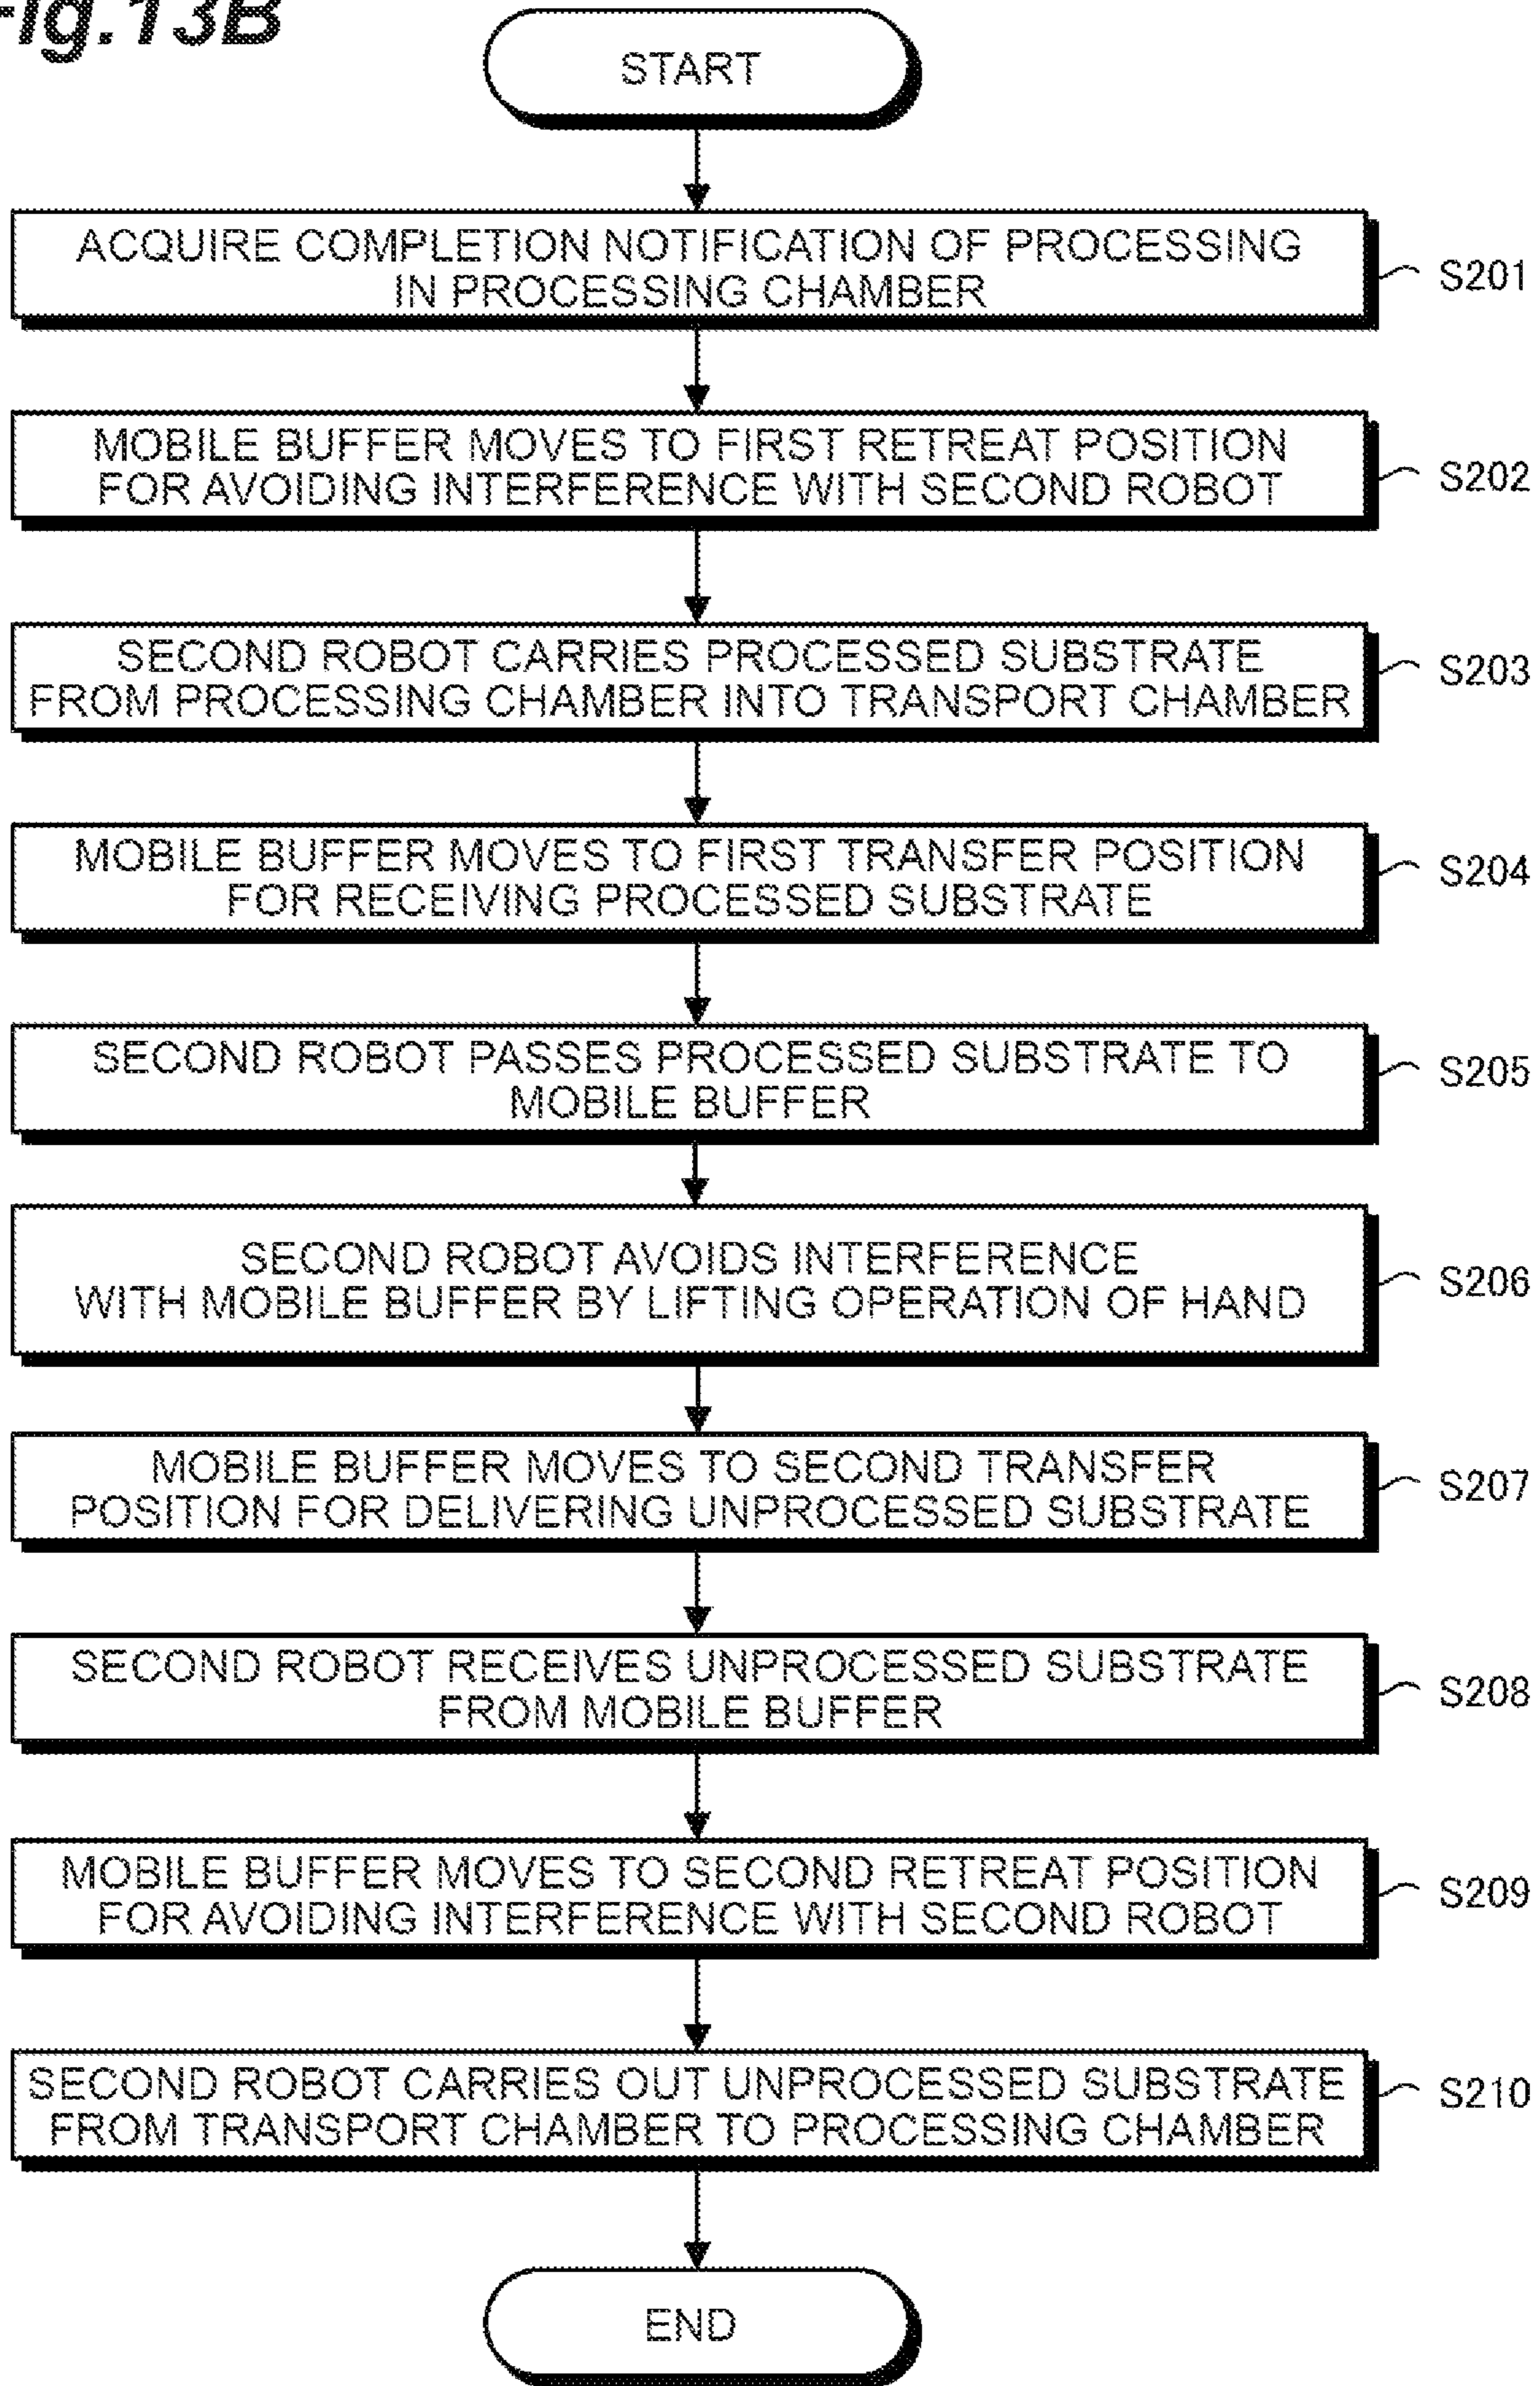 Fig.13B
START
ACQUIRE COMPLETION NOTIFICATION OF PROCESSING
IN PROCESSING CHAMBER
S201
MOBILE BUFFER MOVES TO FIRST RETREAT POSITION
FOR AVOIDING INTERFERENCE WITH SECOND ROBOT
S202
SECOND ROBOT CARRIES PROCESSED SUBSTRATE
FROM PROCESSING CHAMBER INTO TRANSPORT CHAMBER
S203
MOBILE BUFFER MOVES TO FIRST TRANSFER POSITION
FOR RECEIVING PROCESSED SUBSTRATE
S204
SECOND ROBOT PASSES PROCESSED SUBSTRATE TO
MOBILE BUFFER
S205
SECOND ROBOT AVOIDS INTERFERENCE
WITH MOBILE BUFFER BY LIFTING OPERATION OF HAND
S206
MOBILE BUFFER MOVES TO SECOND TRANSFER
POSITION FOR DELIVERING UNPROCESSED SUBSTRATE
S207
SECOND ROBOT RECEIVES UNPROCESSED SUBSTRATE
FROM MOBILE BUFFER
S208
MOBILE BUFFER MOVES TO SECOND RETREAT POSITION
FOR AVOIDING INTERFERENCE WITH SECOND ROBOT
S209
SECOND ROBOT CARRIES OUT UNPROCESSED SUBSTRATE
FROM TRANSPORT CHAMBER TO PROCESSING CHAMBER
S210
END